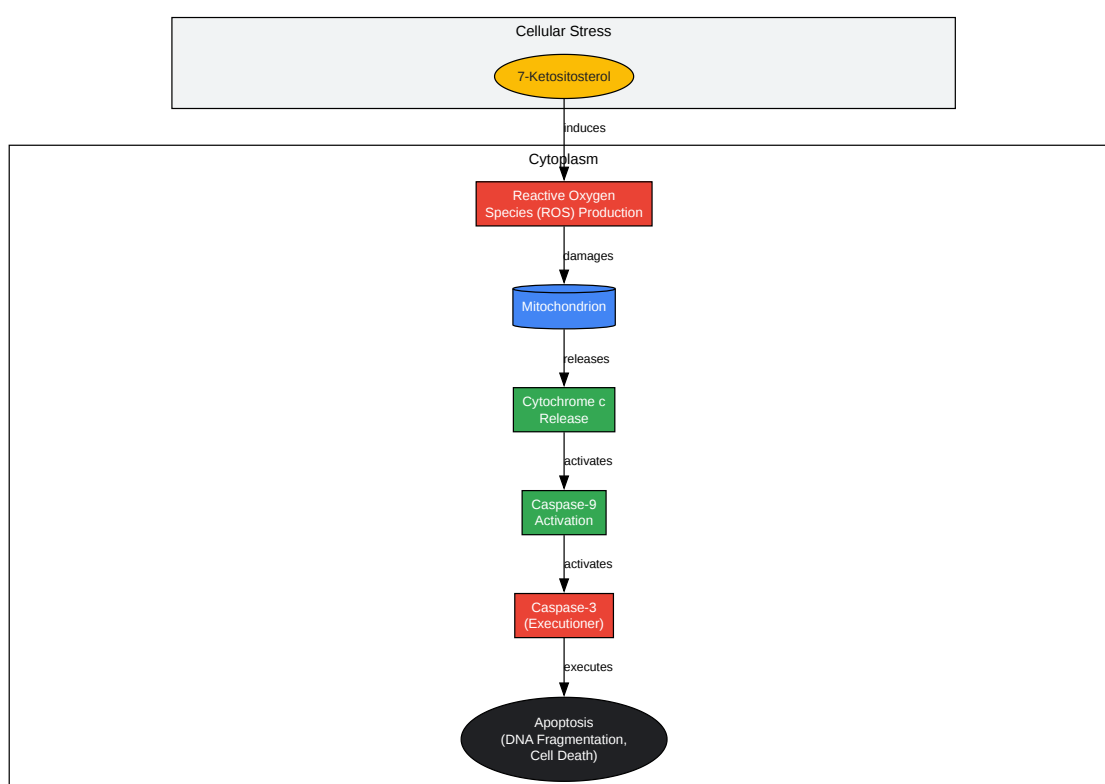 Cellular Stress
7-Ketositosterol
induces
Cytoplasm
Reactive Oxygen
Species (ROS) Production
damages
Mitochondrion
releases
Cytochrome c
Release
activates
Caspase-9
Activation
activates
Caspase-3
(Executioner)
executes
Apoptosis
(DNA Fragmentation,
Cell Death)